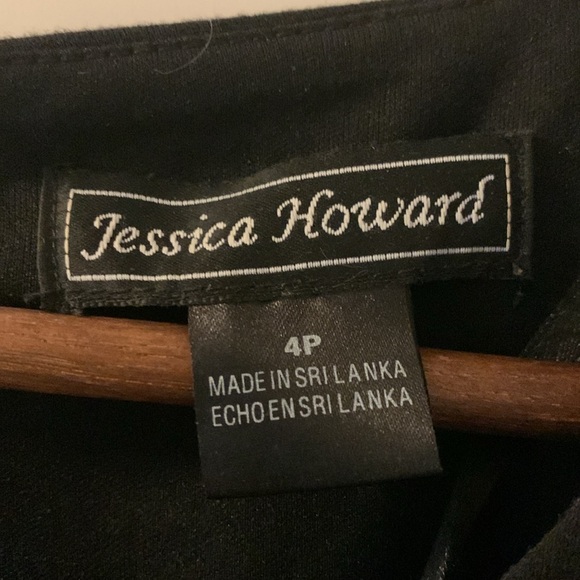 Jessica Howard
4P
MADE IN SRI LANKA
ECHO EN SRI LANKA